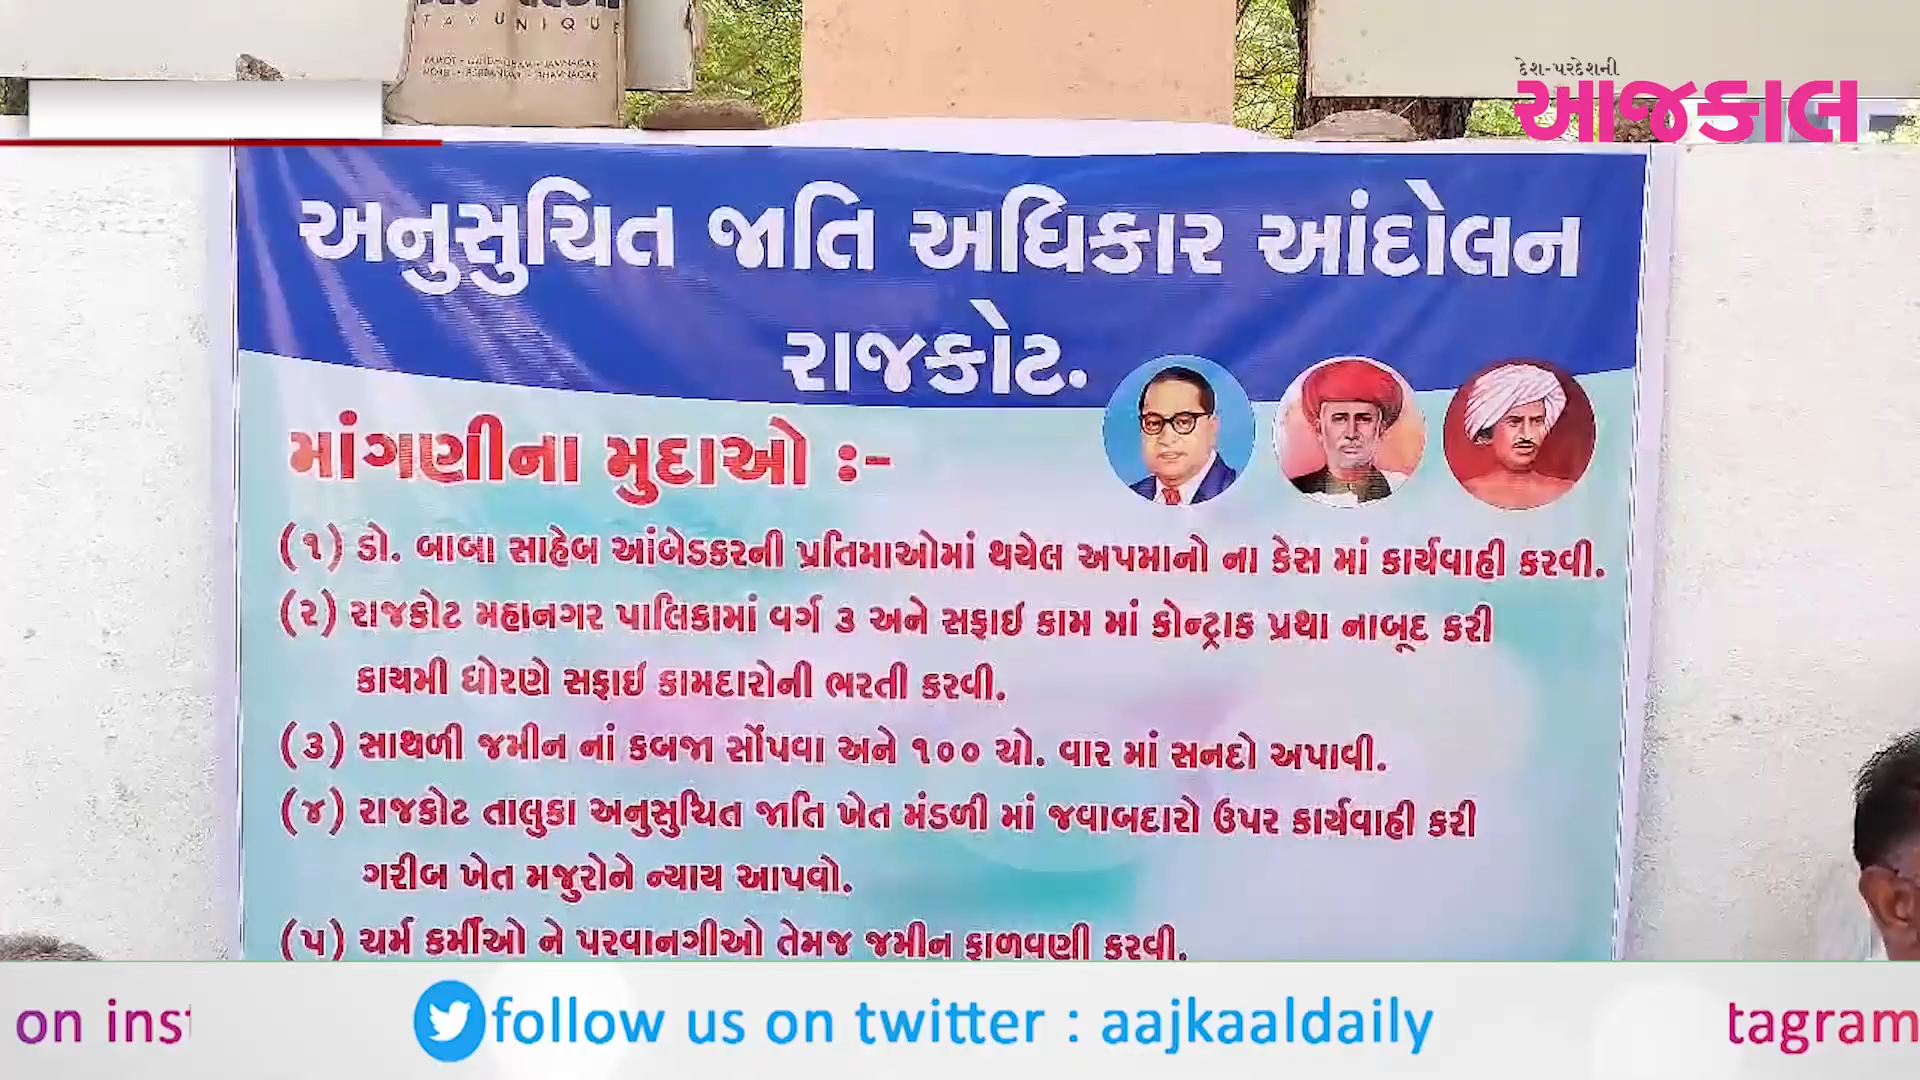 STAY UNIQUE
દેશ-પરદેશની
આજકાલ
અનુસુચિત જાતિ અધિકાર આંદોલન
રાજકોટ.
માંગણીના મુદાઓ :-
(૧) ડો. બાબા સાહેબ આંબેડકરની પ્રતિમાઓમાં થયેલ અપમાનો ના કેસ માં કાર્યવાહી કરવી.
(૨) રાજકોટ મહાનગર પાલિકામાં વર્ગ ૩ અને સફાઈ કામ માં કોન્ટ્રાક પ્રથા નાબૂદ કરી
કાયમી ધોરણે સફાઈ કામદારોની ભરતી કરવી.
(૩) સાથળી જમીન નાં કબજા સોંપવા અને ૧૦૦ ચો. વાર માં સનદો અપાવી.
(૪) રાજકોટ તાલુકા અનુસુચિત જાતિ ખેત મંડળી માં જવાબદારો ઉપર કાર્યવાહી કરી
ગરીબ ખેત મજુરોને ન્યાય આપવો.
(૫) ચર્મ કર્મીઓ ને પરવાનગીઓ તેમજ જમીન ફાળવણી કરવી.
on inst follow us on twitter : aajkaaldaily tagram